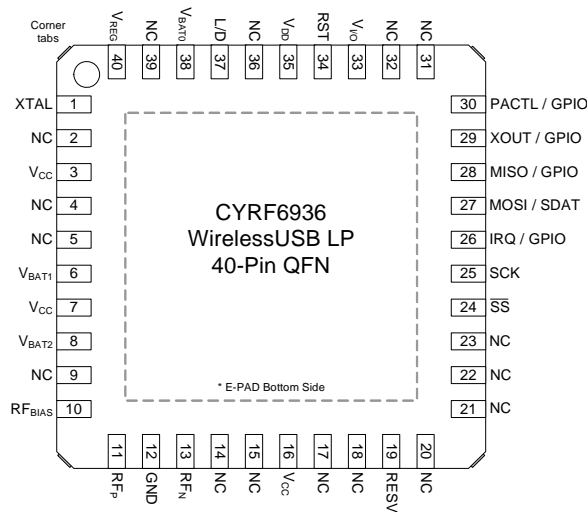 Corner
tabs
VREG
NC
VBAT0
L/D
NC
VDD
RST
VI/O
NC
NC
40
39
38
37
36
35
34
33
32
31
XTAL 1
NC 2
VCC 3
NC 4
NC 5
VBAT1 6
VCC 7
VBAT2 8
NC 9
RFBIAS 10
CYRF6936
WirelessUSB LP
40-Pin QFN
* E-PAD Bottom Side
30 PACTL / GPIO
29 XOUT / GPIO
28 MISO / GPIO
27 MOSI / SDAT
26 IRQ / GPIO
25 SCK
24 SS
23 NC
22 NC
21 NC
11
12
13
14
15
16
17
18
19
20
RFP
GND
RFN
NC
NC
VCC
NC
NC
RESV
NC